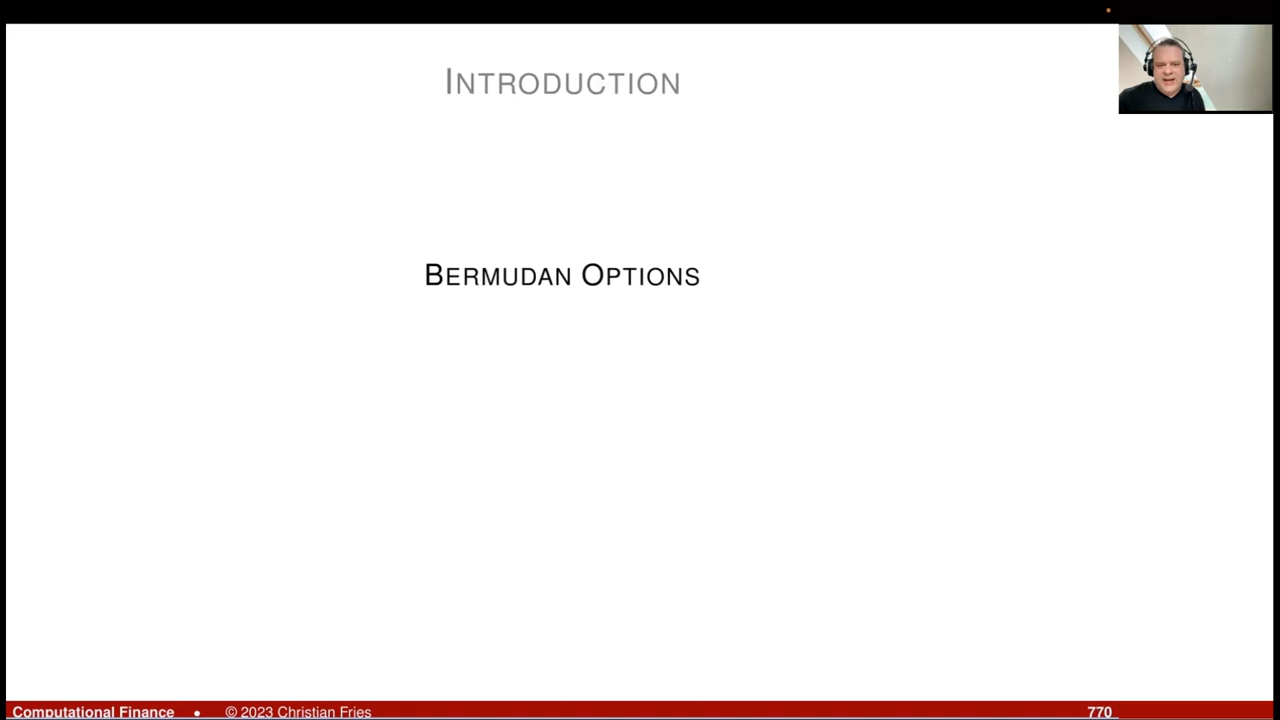 INTRODUCTION
BERMUDAN OPTIONS
Computational Finance • © 2023 Christian Fries 770